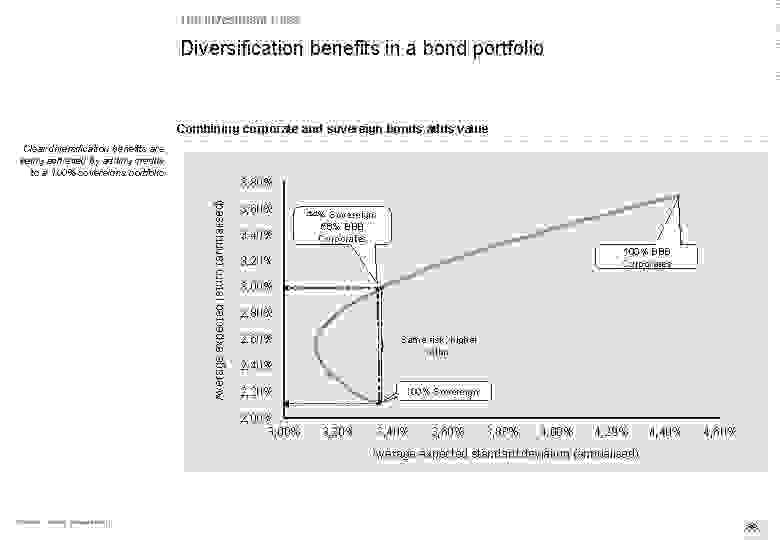 The Investment Case
Diversification benefits in a bond portfolio
Combining corporate and sovereign bonds adds value
Clear diversification benefits are
being achieved by adding credits
to a 100% sovereigns portfolio
Average expected return (annualised)
3,80%
3,60%
3,40%
3,20%
3,00%
2,80%
2,60%
2,40%
2,20%
2,00%
Sovereign
BBB
Corporates
100% BBB
Corporates
Same risk, higher
return
100% Sovereign
3,00%
3,20%
3,40%
3,60%
3,80%
4,00%
4,20%
4,40%
4,60%
Average expected standard deviation (annualised)